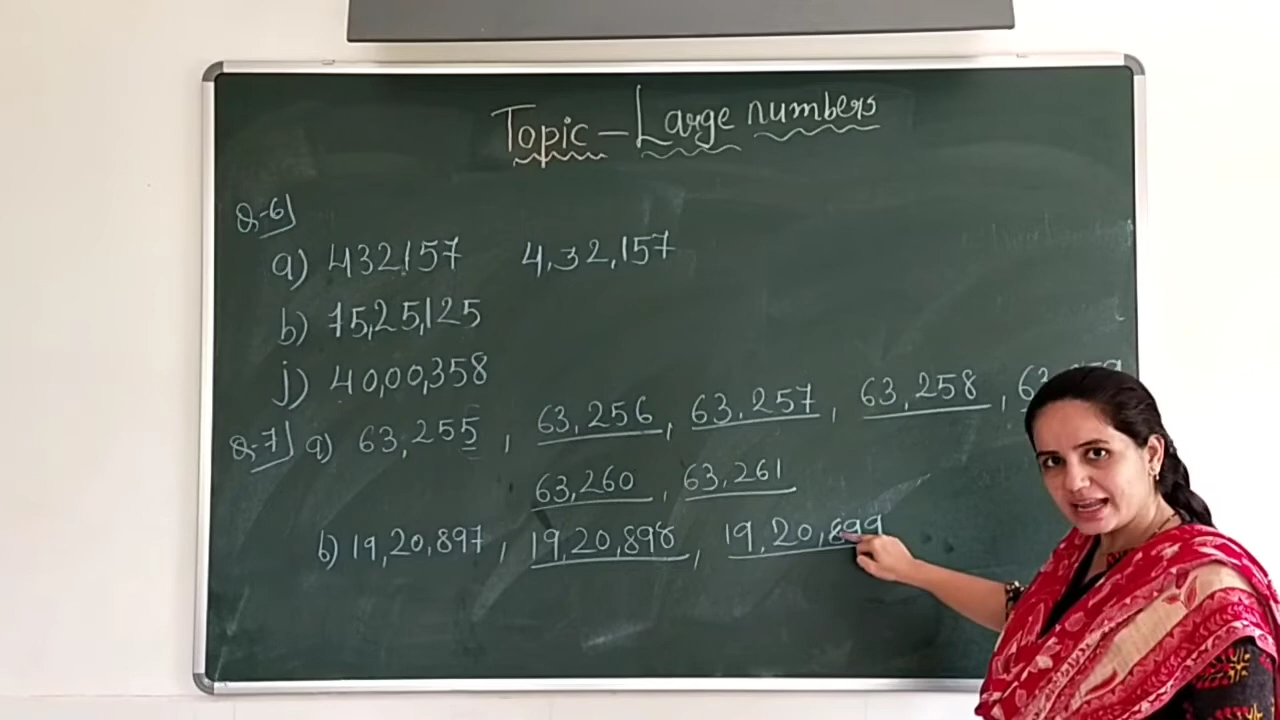 Topic – Large numbers
Q-6]
a) 432157 4,32,157
b) 75,25,125
j) 40,00,358
Q-7] a) 63,255 , 63,256 , 63,257 , 63,258 ,
63,260 , 63,261
b) 19,20,897 , 19,20,898 , 19,20,899